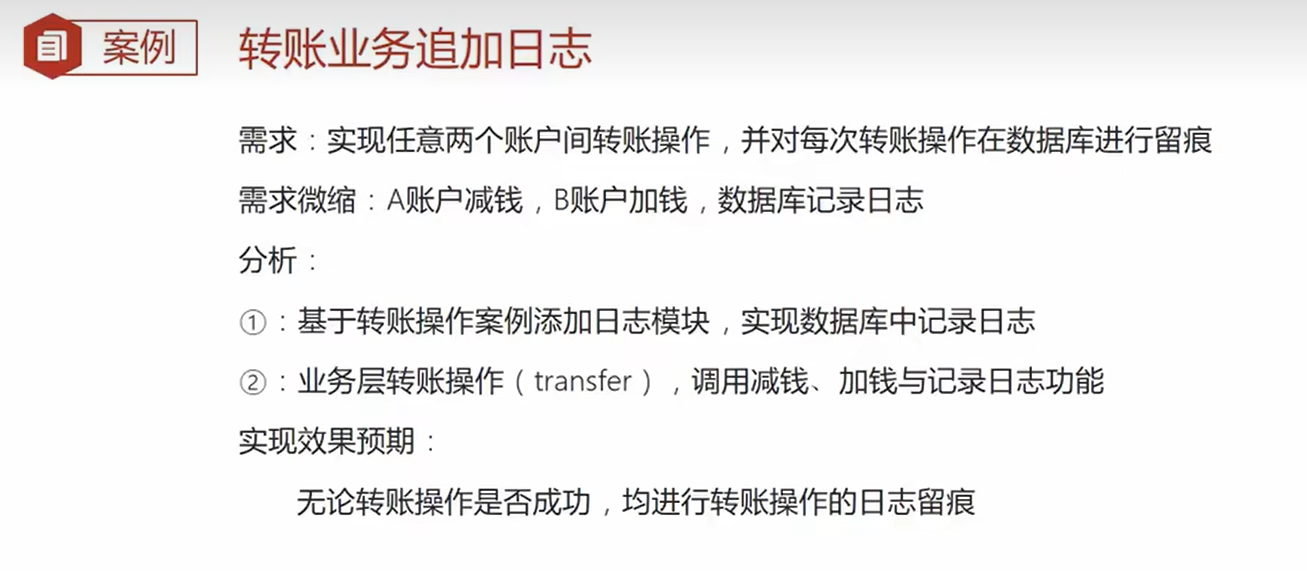 案例
转账业务追加日志
需求：实现任意两个账户间转账操作，并对每次转账操作在数据库进行留痕
需求微缩：A账户减钱，B账户加钱，数据库记录日志
分析：
①：基于转账操作案例添加日志模块，实现数据库中记录日志
②：业务层转账操作（transfer），调用减钱、加钱与记录日志功能
实现效果预期：
无论转账操作是否成功，均进行转账操作的日志留痕